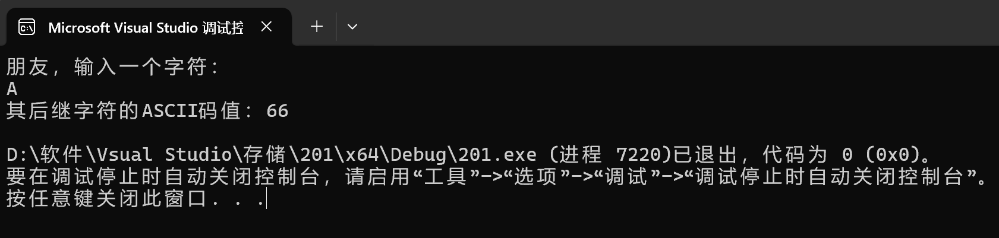 Microsoft Visual Studio 调试控
朋友，输入一个字符：
A
其后继字符的ASCII码值：66
D:\软件\Vsual Studio\存储\201\x64\Debug\201.exe (进程 7220)已退出，代码为 0 (0x0)。
要在调试停止时自动关闭控制台，请启用“工具”->“选项”->“调试”->“调试停止时自动关闭控制台”。
按任意键关闭此窗口. . .